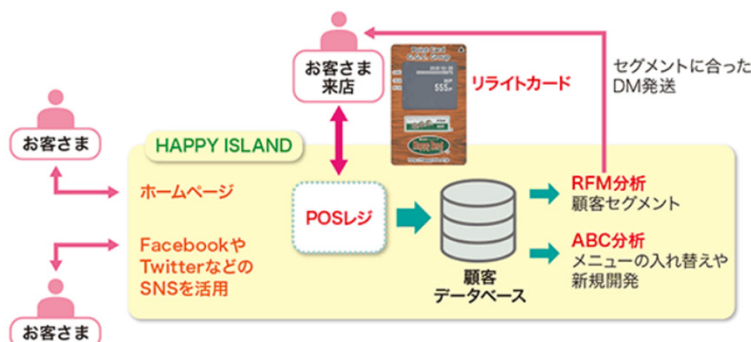 お客さま
来店
Point Card
G.G.C. Group
555
リライトカード
セグメントに合った
DM発送
お客さま
HAPPY ISLAND
ホームページ
Facebookや
Twitterなどの
SNSを活用
POSレジ
顧客
データベース
RFM分析
顧客セグメント
ABC分析
メニューの入れ替えや
新規開発
お客さま